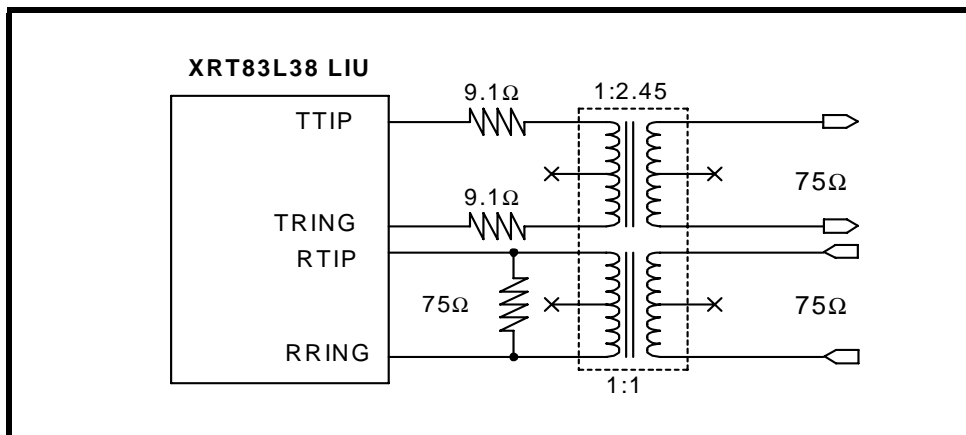 XRT83L38 LIU
9.1Ω
1:2.45
TTIP
75Ω
9.1Ω
TRING
RTIP
75Ω
75Ω
RRING
1:1